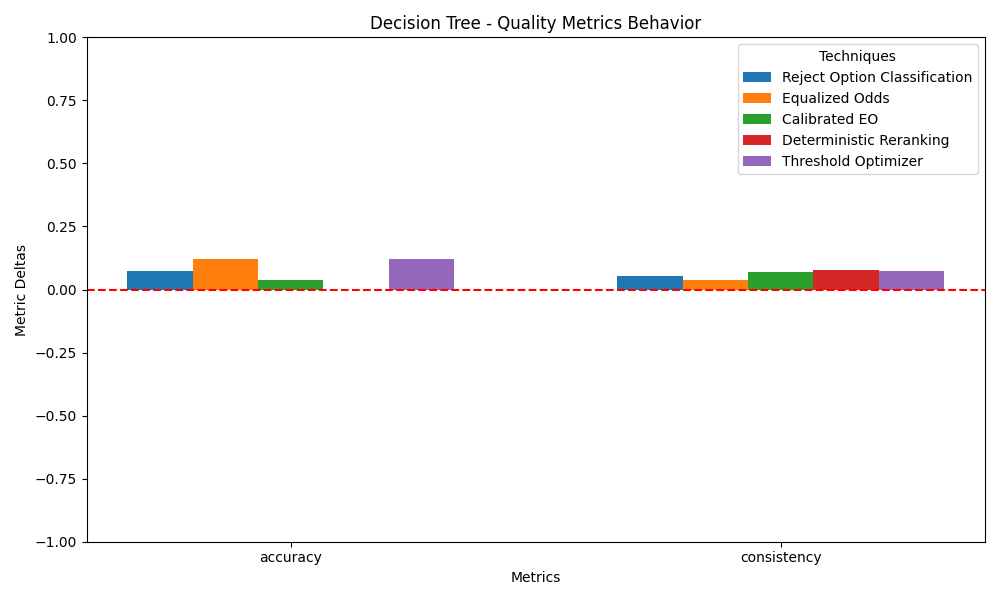 Decision Tree - Quality Metrics Behavior
Techniques
Reject Option Classification
Equalized Odds
Calibrated EO
Deterministic Reranking
Threshold Optimizer
Metric Deltas
1.00
0.75
0.50
0.25
0.00
−0.25
−0.50
−0.75
−1.00
accuracy
consistency
Metrics